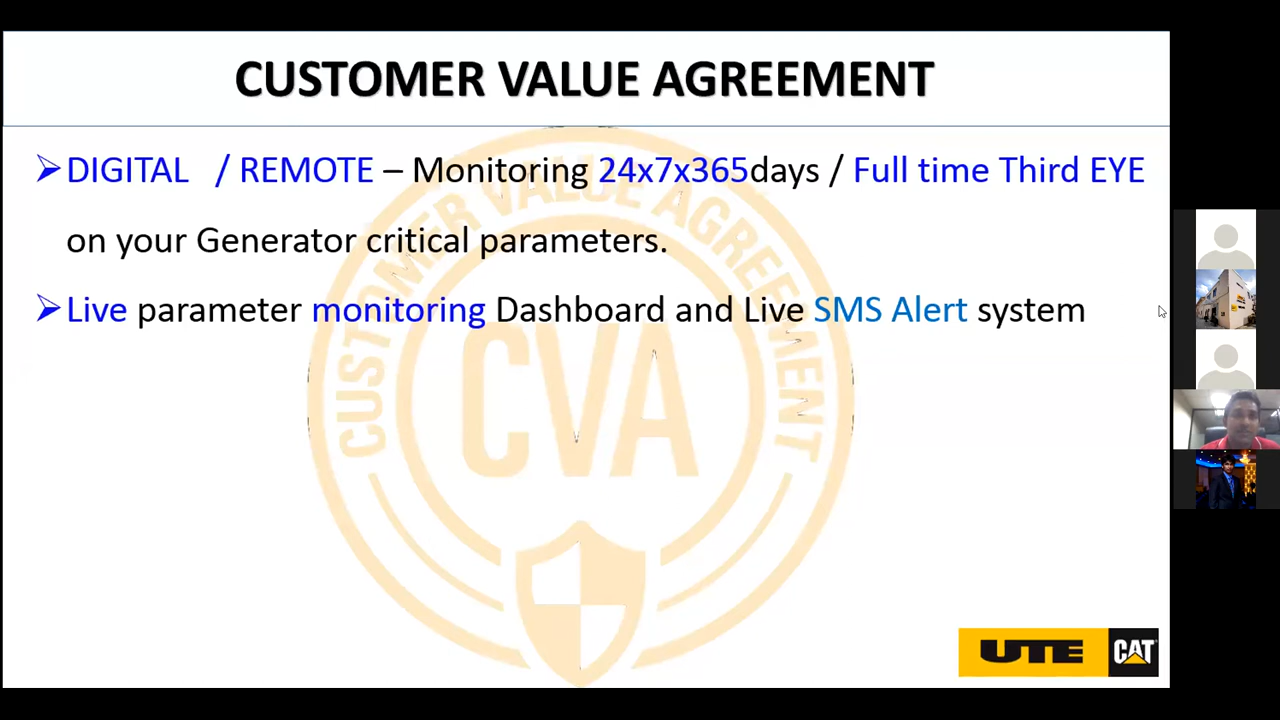 CUSTOMER VALUE AGREEMENT
➢DIGITAL / REMOTE – Monitoring 24x7x365days / Full time Third EYE
on your Generator critical parameters.
➢Live parameter monitoring Dashboard and Live SMS Alert system
CUSTOMER VALUE AGREEMENT
CVA
UTE CAT